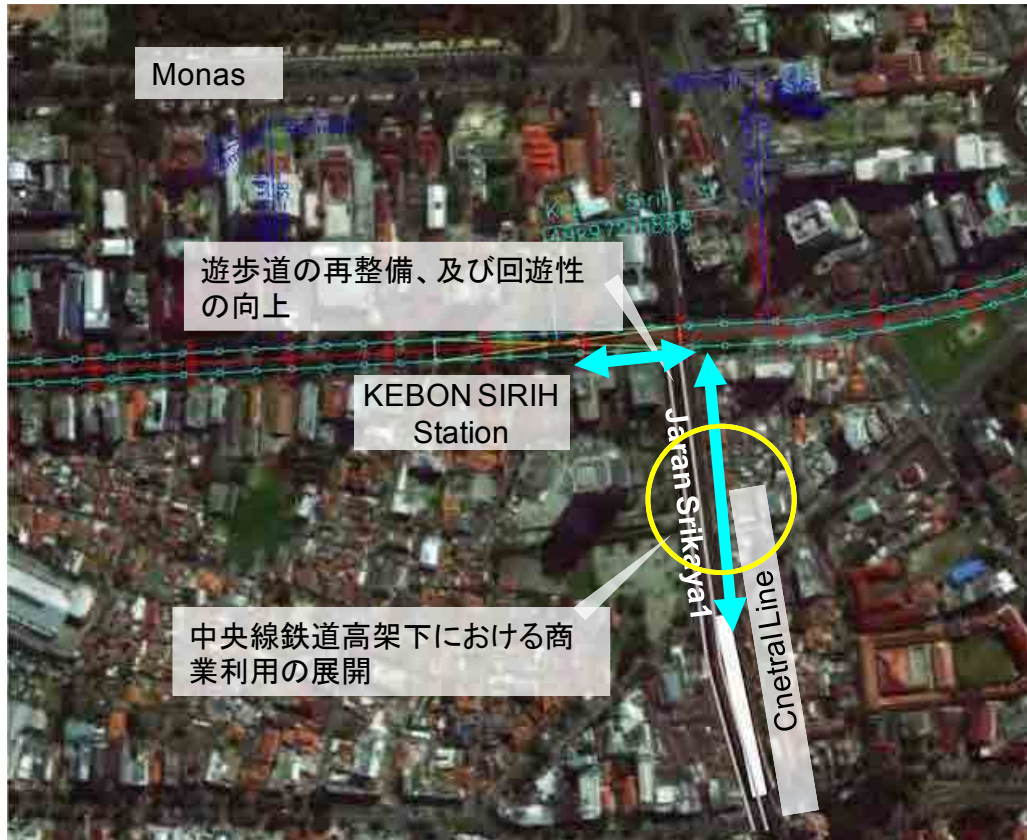 Monas
遊歩道の再整備、及び回遊性
の向上
KEBON SIRIH
Station
Jaran Srikaya1
中央線鉄道高架下における商
業利用の展開
Cnetral Line